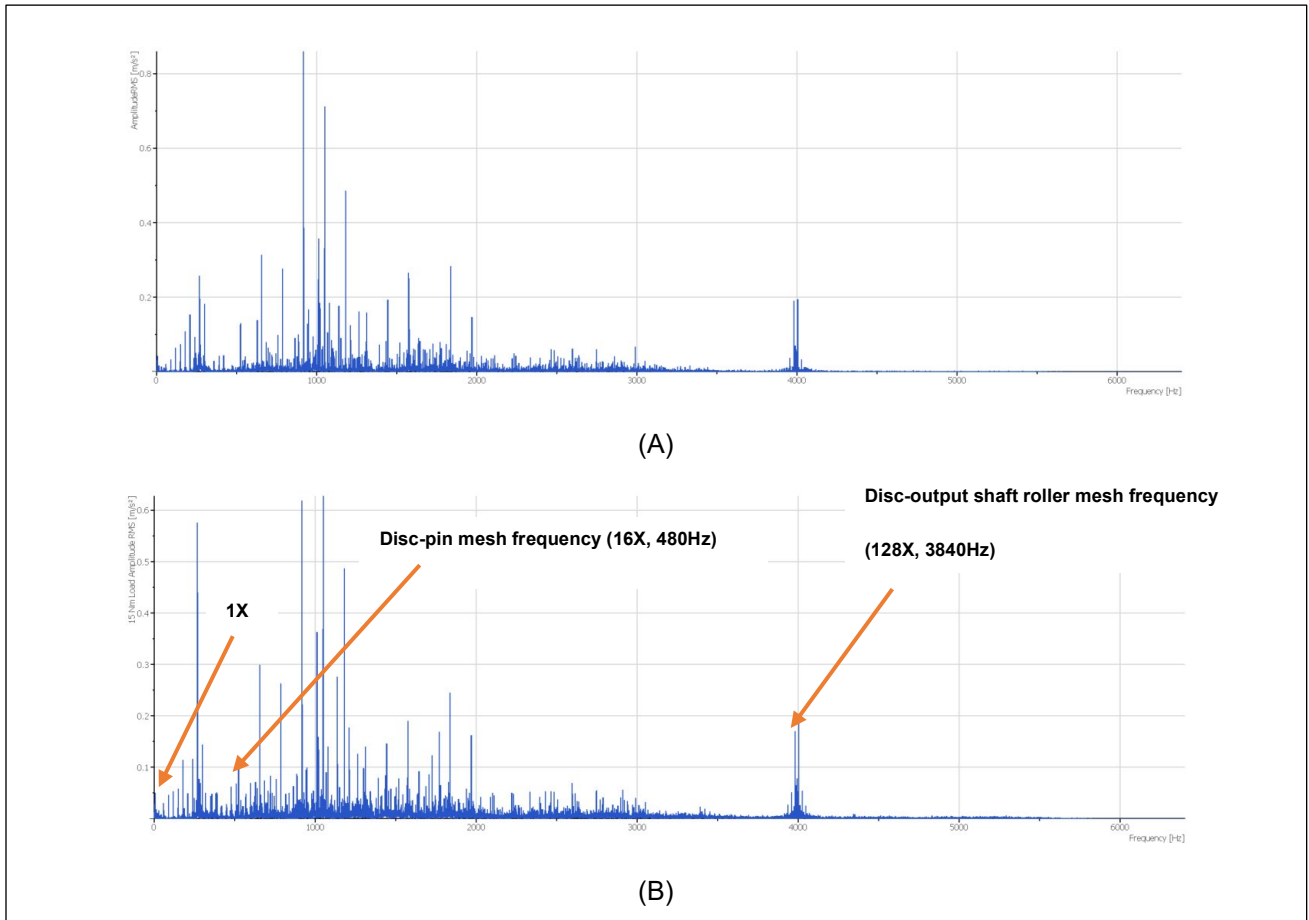 AmplitudeRMS [m/s²]
0.8
0.6
0.4
0.2
0 1000 2000 3000 4000 5000 6000
Frequency [Hz]
(A)
15 Nm Load Amplitude RMS [m/s²]
0.6
0.5
0.4
0.3
0.2
0.1
Disc-output shaft roller mesh frequency
(128X, 3840Hz)
Disc-pin mesh frequency (16X, 480Hz)
1X
0 1000 2000 3000 4000 5000 6000
Frequency [Hz]
(B)